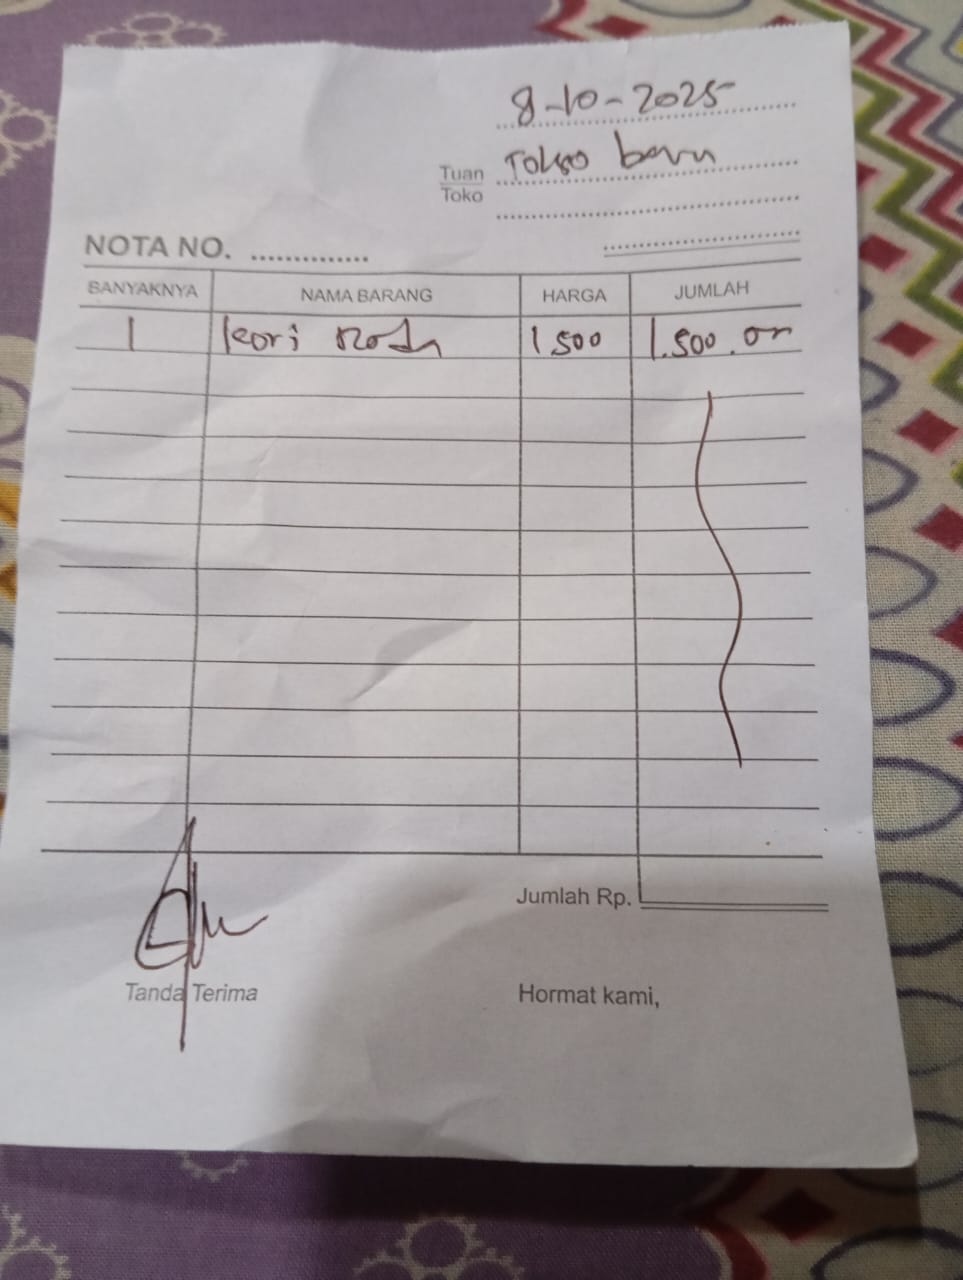 8-10-2025
Tuan Toko baru
Toko
NOTA NO. ..............
BANYAKNYA NAMA BARANG HARGA JUMLAH
1 kori 1 500 1.500.00
Jumlah Rp.
Tanda Terima Hormat kami,